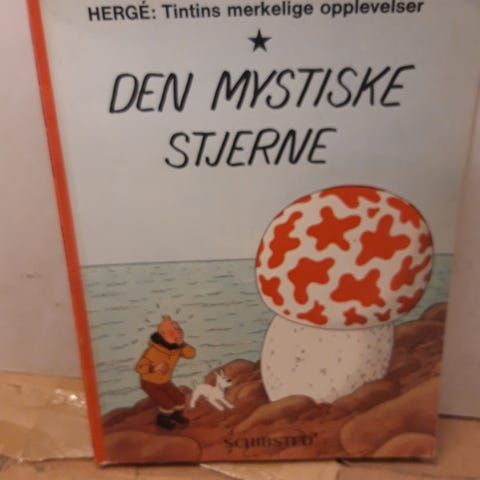 HERGÉ: Tintins merkelige opplevelser
DEN MYSTISKE
STJERNE
SCHIBSTED